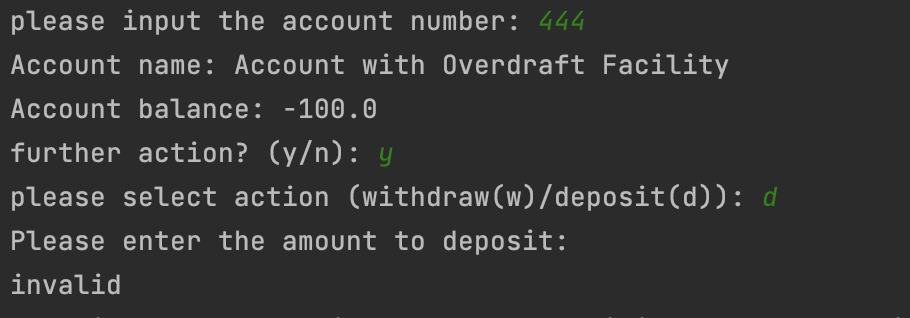 please input the account number: 444
Account name: Account with Overdraft Facility
Account balance: -100.0
further action? (y/n): y
please select action (withdraw(w)/deposit(d)): d
Please enter the amount to deposit:
invalid